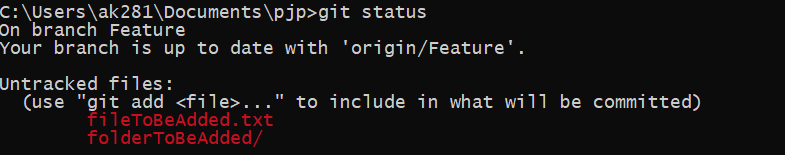 C:\Users\ak281\Documents\pjp>git status
On branch Feature
Your branch is up to date with 'origin/Feature'.
Untracked files:
(use "git add <file>..." to include in what will be committed)
fileToBeAdded.txt
folderToBeAdded/